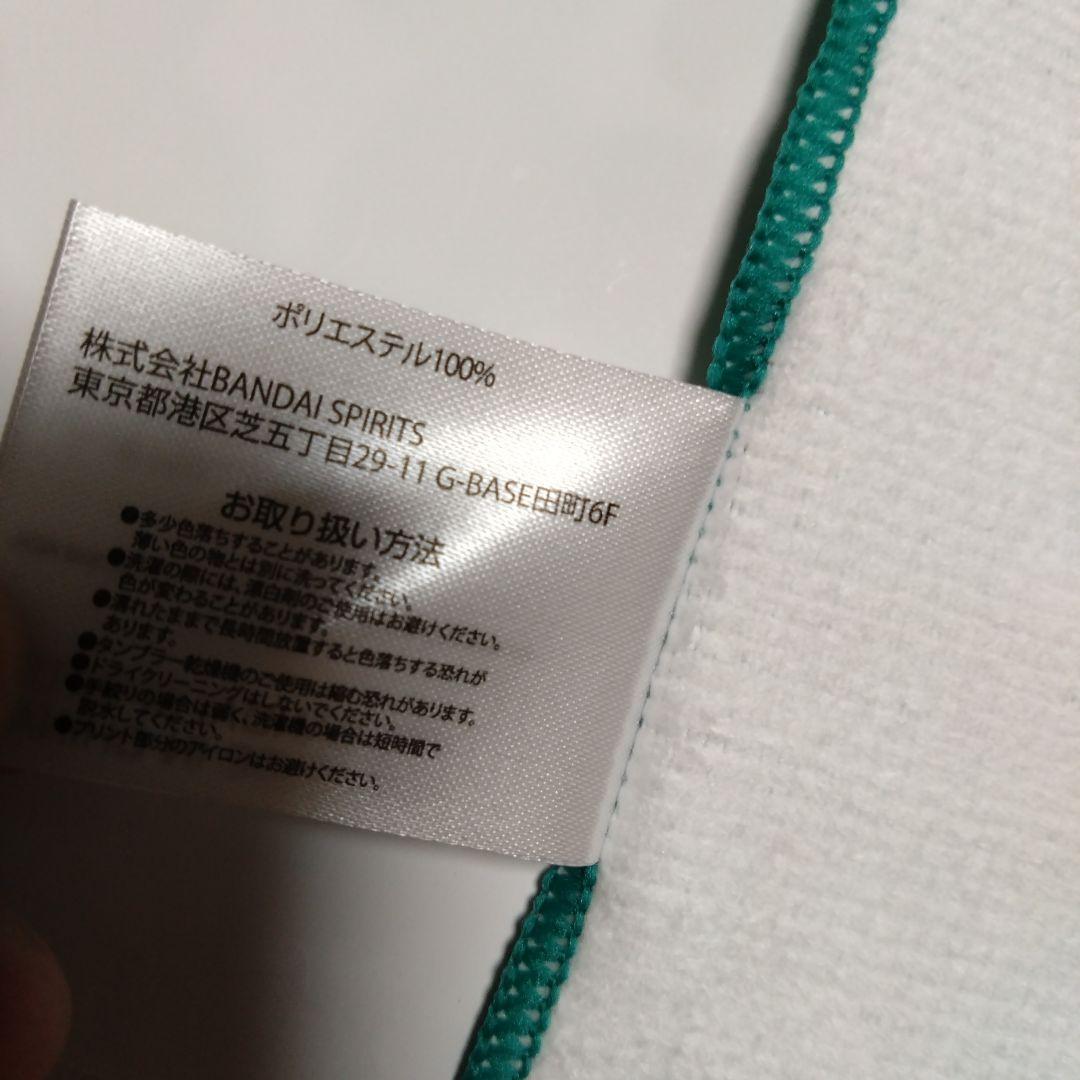 ポリエステル100%
株式会社BANDAI SPIRITS
東京都港区芝五丁目29-11 G-BASE田町6F
お取り扱い方法
●多少色落ちすることがあります。
薄い色の物とは別に洗ってください。
●洗濯の際には、漂白剤のご使用はお避けください。
色が変わることがあります。
●濡れたままで長時間放置すると色落ちする恐れが
あります。
●タンブラー乾燥機のご使用は縮む恐れがあります。
●ドライクリーニングはしないでください。
●手絞りの場合は弱く、洗濯機の場合は短時間で
脱水してください。
●プリント部分のアイロンはお避けください。